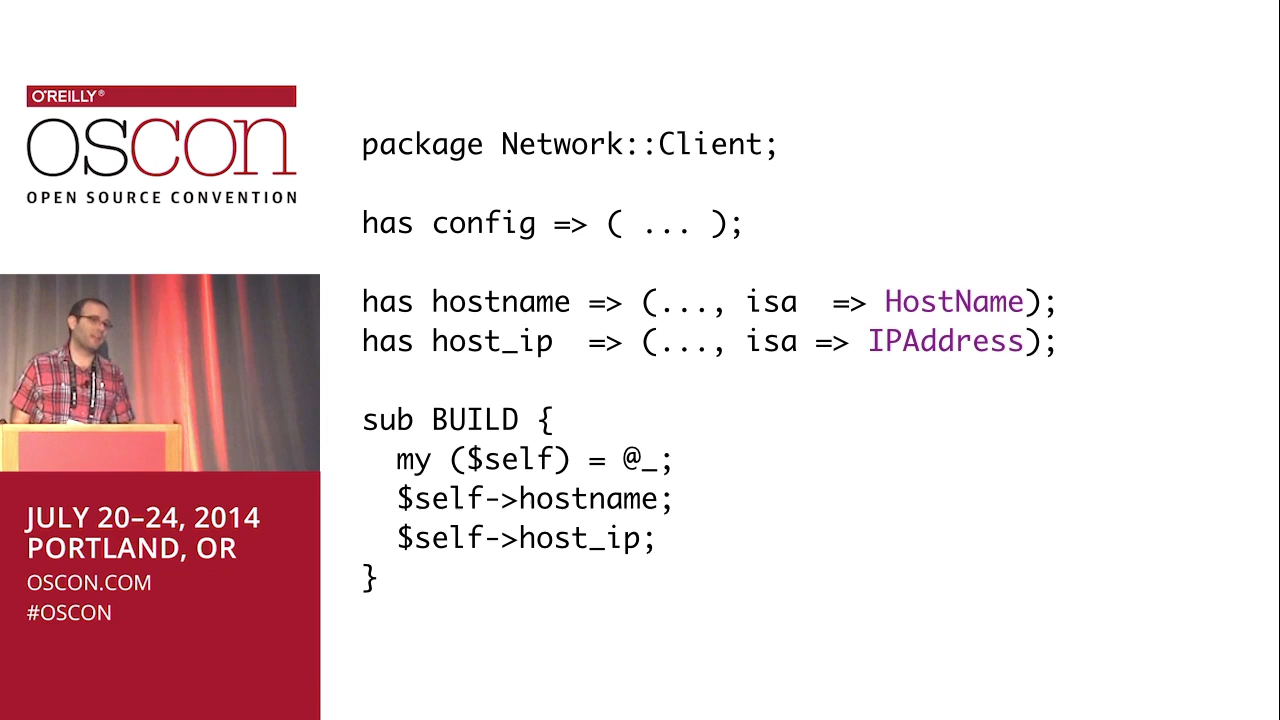 O'REILLY®
OSCON
OPEN SOURCE CONVENTION
package Network::Client;
has config => ( ... );
has hostname => (..., isa  => HostName);
has host_ip  => (..., isa => IPAddress);
sub BUILD {
  my ($self) = @_;
  $self->hostname;
  $self->host_ip;
}
JULY 20–24, 2014
PORTLAND, OR
OSCON.COM
#OSCON